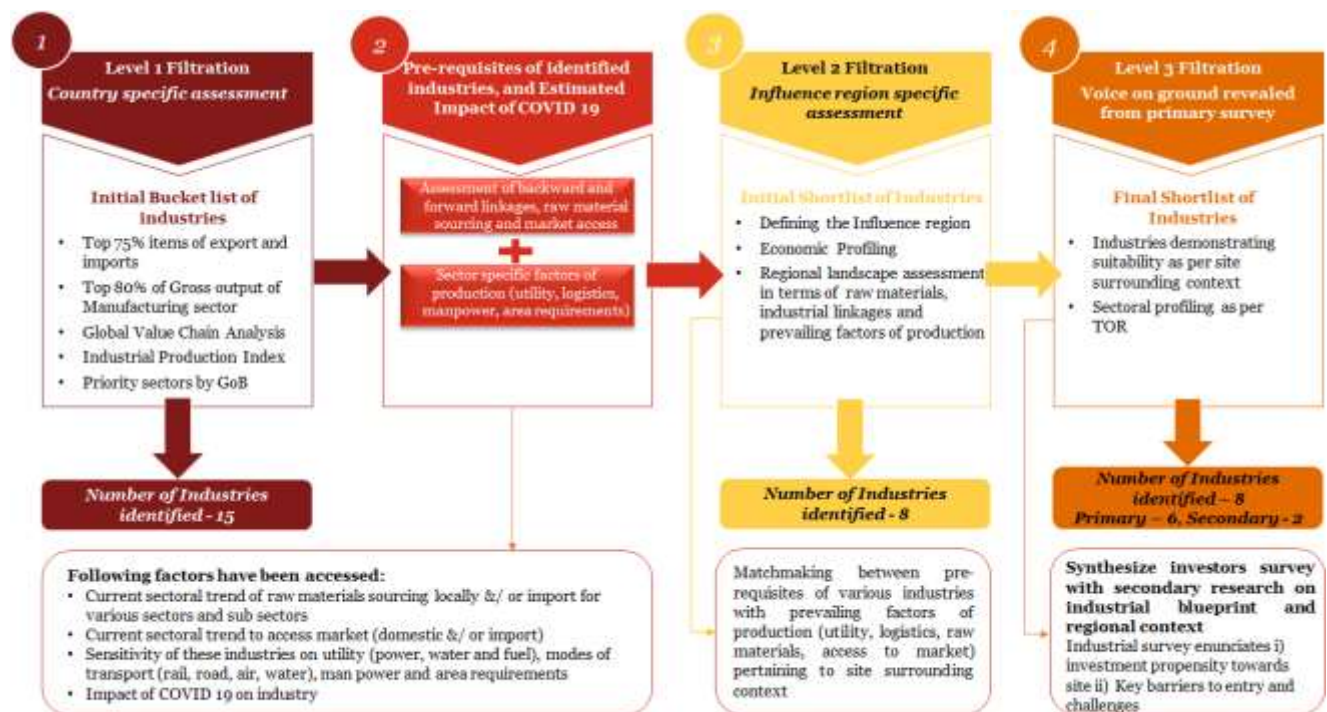 1
Level 1 Filtration
Country specific assessment
Initial Bucket list of
industries
• Top 75% items of export and
imports
• Top 80% of Gross output of
Manufacturing sector
• Global Value Chain Analysis
• Industrial Production Index
• Priority sectors by GoB
Number of Industries
identified - 15
2
Pre-requisites of Identified
industries, and Estimated
Impact of COVID 19
Assessment of backward and
forward linkages, raw material
sourcing and market access
Sector specific factors of
production (utility, logistics,
manpower, area requirements)
Following factors have been accessed:
• Current sectoral trend of raw materials sourcing locally &/ or import for
various sectors and sub sectors
• Current sectoral trend to access market (domestic &/ or import)
• Sensitivity of these industries on utility (power, water and fuel), modes of
transport (rail, road, air, water), man power and area requirements
• Impact of COVID 19 on industry
3
Level 2 Filtration
Influence region specific
assessment
Initial Shortlist of Industries
• Defining the Influence region
• Economic Profiling
• Regional landscape assessment
in terms of raw materials,
industrial linkages and
prevailing factors of production
Number of Industries
identified - 8
Matchmaking between pre-
requisites of various industries
with prevailing factors of
production (utility, logistics, raw
materials, access to market)
pertaining to site surrounding
context
4
Level 3 Filtration
Voice on ground revealed
from primary survey
Final Shortlist of
Industries
• Industries demonstrating
suitability as per site
surrounding context
• Sectoral profiling as per
TOR
Number of Industries
identified – 8
Primary – 6, Secondary - 2
Synthesize investors survey
with secondary research on
industrial blueprint and
regional context
Industrial survey enunciates i)
investment propensity towards
site ii) Key barriers to entry and
challenges